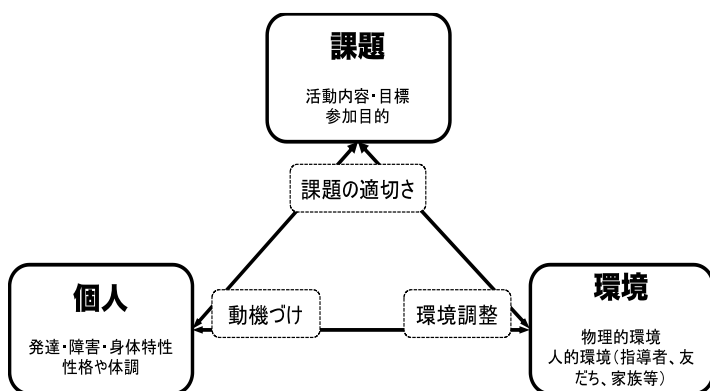 課題
活動内容・目標
参加目的
課題の適切さ
個人
発達・障害・身体特性
性格や体調
動機づけ
環境調整
環境
物理的環境
人的環境(指導者、友
だち、家族等)